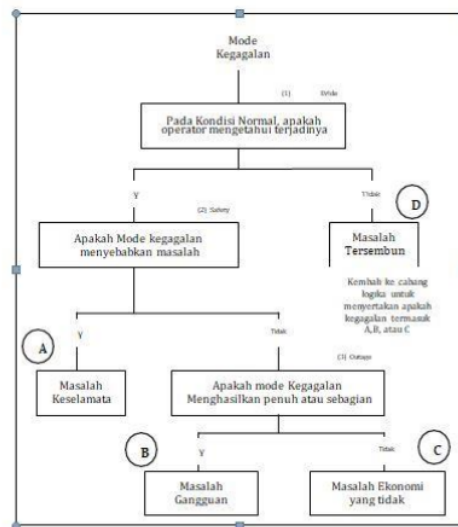 Mode
Kegagalan
(1) Evide
Pada Kondisi Normal, apakah
operator mengetahui terjadinya
Y
Tidak
D
(2) Safety
Apakah Mode kegagalan
menyebabkan masalah
Masalah
Tersembun
Kembali ke cabang
logika untuk
menyertakan apakah
kegagalan termasuk
A,B, atau C
A
Y
Tidak
(3) Outage
Masalah
Keselamata
Apakah mode Kegagalan
Menghasilkan penuh atau sebagian
B
Y
Tidak
C
Masalah
Gangguan
Masalah Ekonomi
yang tidak